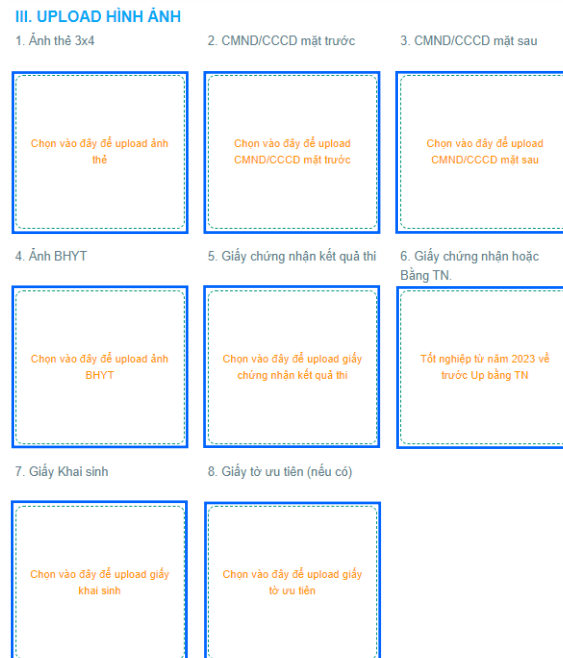 III. UPLOAD HÌNH ẢNH
1. Ảnh thẻ 3x4
2. CMND/CCCD mặt trước
3. CMND/CCCD mặt sau
Chọn vào đây để upload ảnh
thẻ
Chọn vào đây để upload
CMND/CCCD mặt trước
Chọn vào đây để upload
CMND/CCCD mặt sau
4. Ảnh BHYT
5. Giấy chứng nhận kết quả thi
6. Giấy chứng nhận hoặc
Bằng TN.
Chọn vào đây để upload ảnh
BHYT
Chọn vào đây để upload giấy
chứng nhận kết quả thi
Tốt nghiệp từ năm 2023 về
trước Up bằng TN
7. Giấy Khai sinh
8. Giấy tờ ưu tiên (nếu có)
Chọn vào đây để upload giấy
khai sinh
Chọn vào đây để upload giấy
tờ ưu tiên